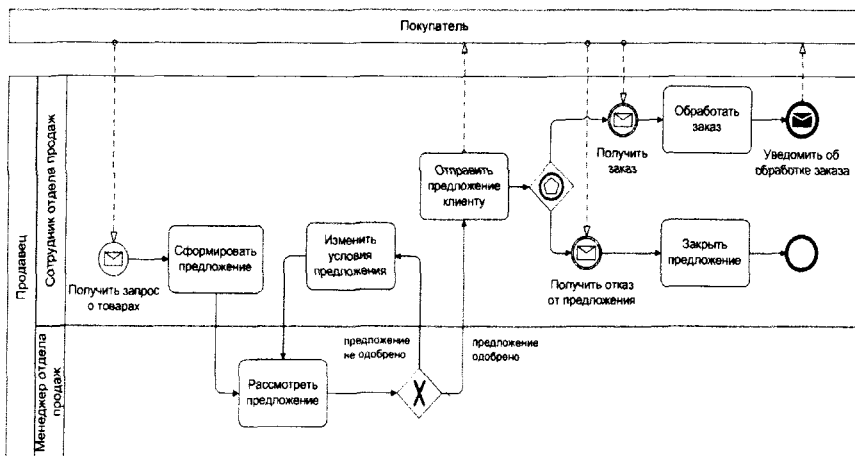 Покупатель
Продавец
Сотрудник отдела продаж
Менеджер отдела
продаж
Получить запрос
о товарах
Сформировать
предложение
Изменить
условия
предложения
Отправить
предложение
клиенту
Получить
заказ
Обработать
заказ
Уведомить об
обработке заказа
Получить отказ
от предложения
Закрыть
предложение
предложение
не одобрено
предложение
одобрено
Рассмотреть
предложение